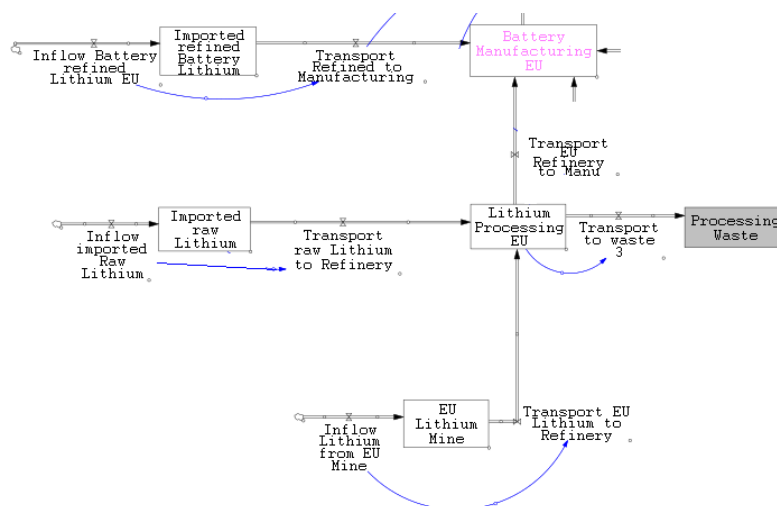 Imported
refined
Battery
Lithium
Inflow Battery
refined
Lithium EU
Transport
Refined to
Manufacturing
Battery
Manufacturing
EU
Transport
EU
Refinery
to Manu
Imported
raw
Lithium
Inflow
imported
Raw
Lithium
Transport
raw Lithium
to Refinery
Lithium
Processing
EU
Transport
to waste
3
Processing
Waste
EU
Lithium
Mine
Inflow
Lithium
from EU
Mine
Transport EU
Lithium to
Refinery